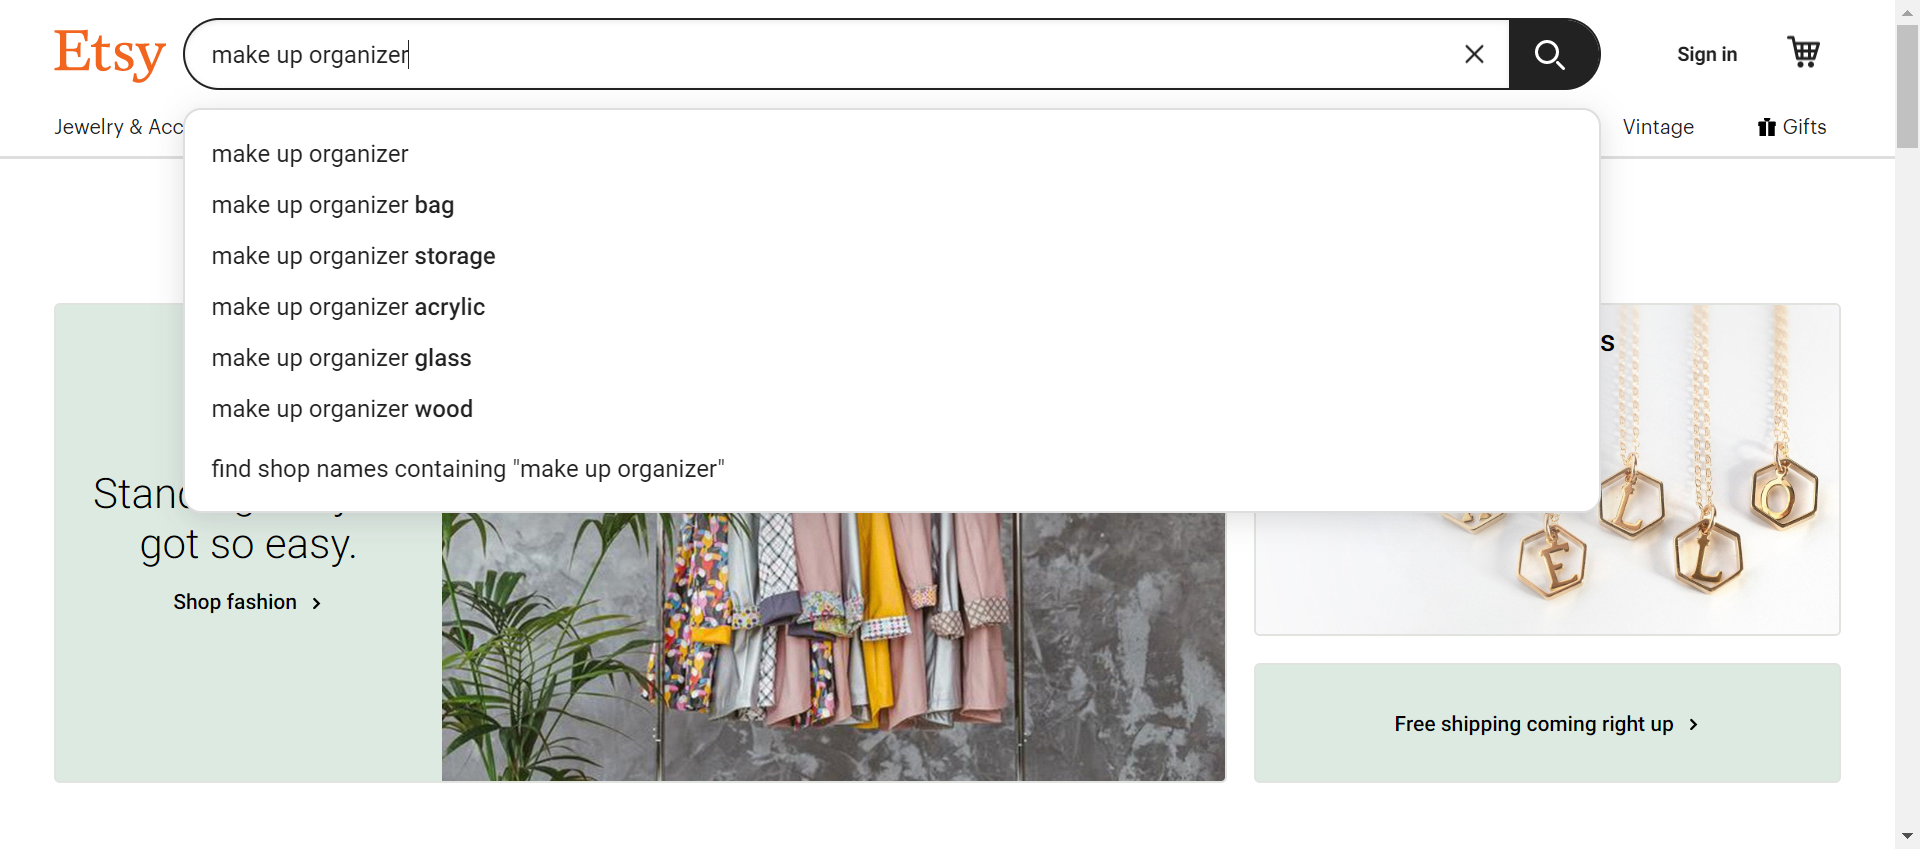 Etsy
make up organizer
Sign in
Jewelry & Acc
Vintage
Gifts
make up organizer
make up organizer bag
make up organizer storage
make up organizer acrylic
make up organizer glass
make up organizer wood
find shop names containing "make up organizer"
s
got so easy.
Shop fashion
L
O
E
L
Free shipping coming right up